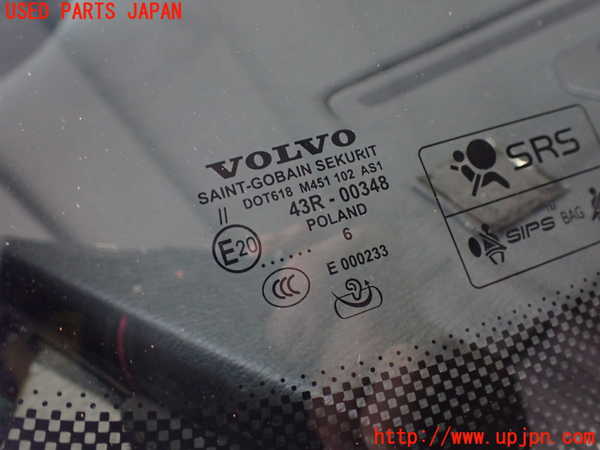 USED PARTS JAPAN
VOLVO
SAINT-GOBAIN SEKURIT
II DOT618 M451 102 AS1
43R - 00348
POLAND
E20 ...... 6
E 000233
CCC
SRS
SIPS BAG
http://www.upjpn.com/